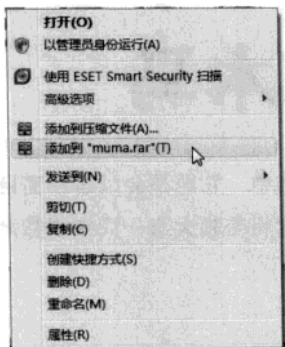 打开(O)
以管理员身份运行(A)
使用 ESET Smart Security 扫描
高级选项
添加到压缩文件(A)...
添加到 "muma.rar"(T)
发送到(N)
剪切(T)
复制(C)
创建快捷方式(S)
删除(D)
重命名(M)
属性(R)